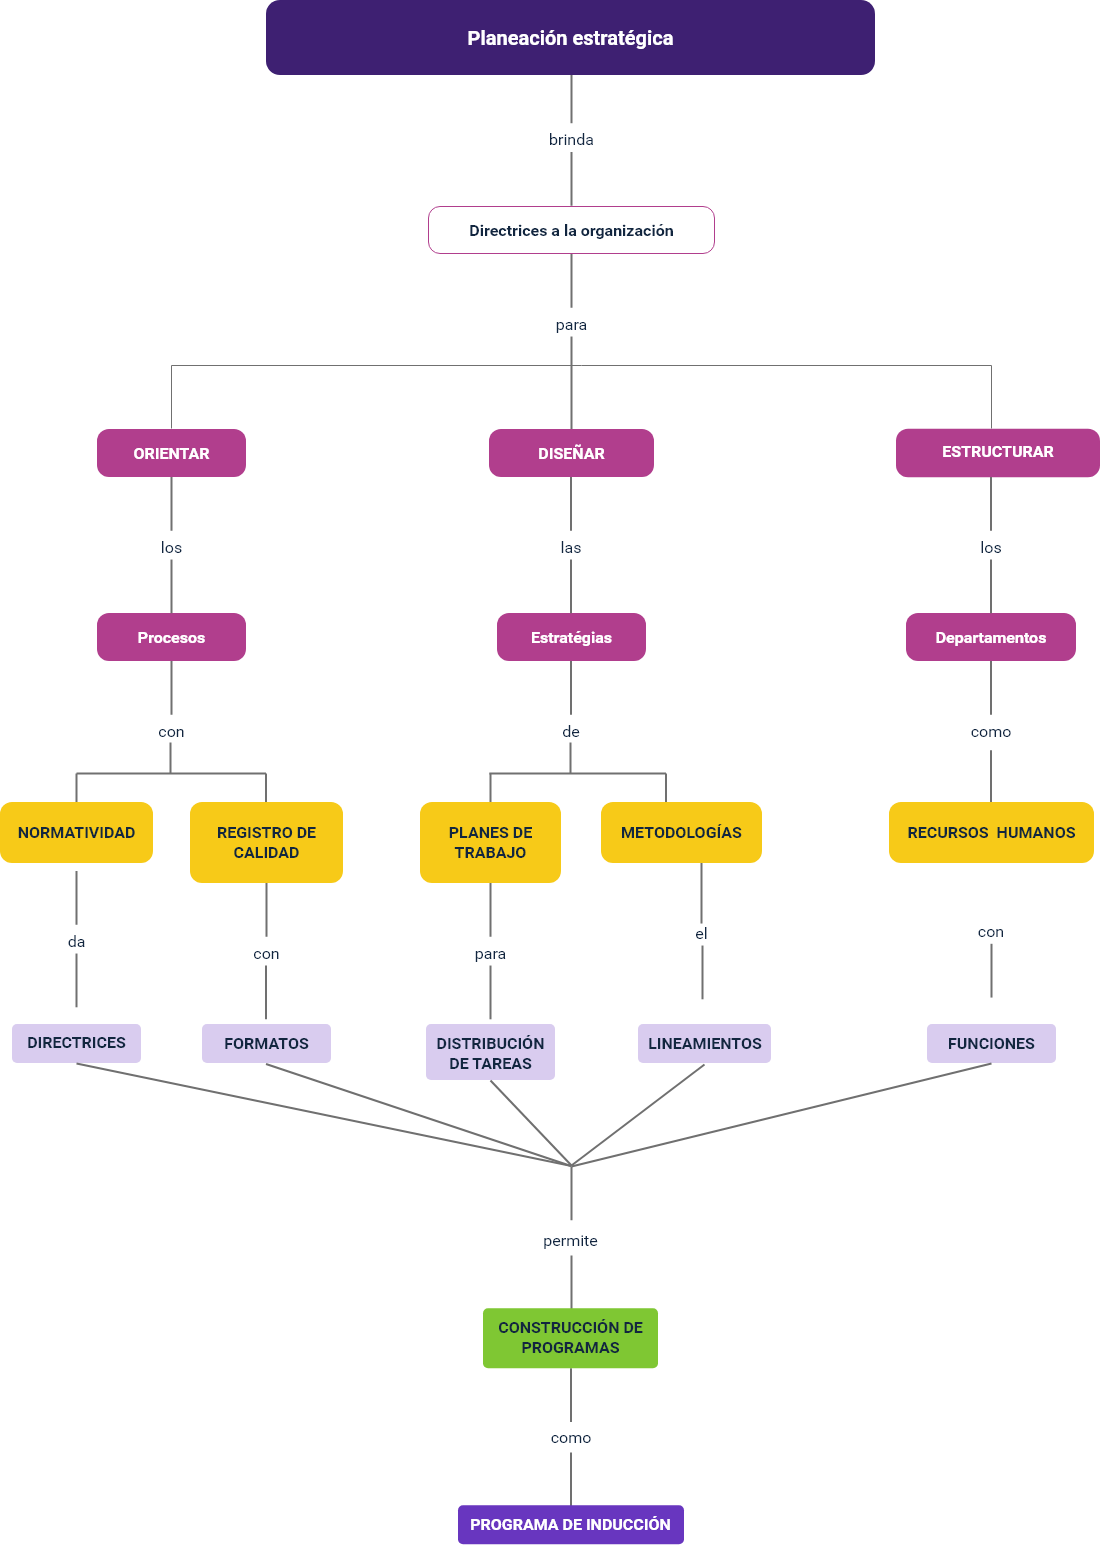 Planeación estratégica
brinda
Directrices a la organización
para
ORIENTAR
DISEÑAR
ESTRUCTURAR
los
las
los
Procesos
Estratégias
Departamentos
con
de
como
NORMATIVIDAD
REGISTRO DE
CALIDAD
PLANES DE
TRABAJO
METODOLOGÍAS
RECURSOS HUMANOS
da
con
para
el
con
DIRECTRICES
FORMATOS
DISTRIBUCIÓN
DE TAREAS
LINEAMIENTOS
FUNCIONES
permite
CONSTRUCCIÓN DE
PROGRAMAS
como
PROGRAMA DE INDUCCIÓN